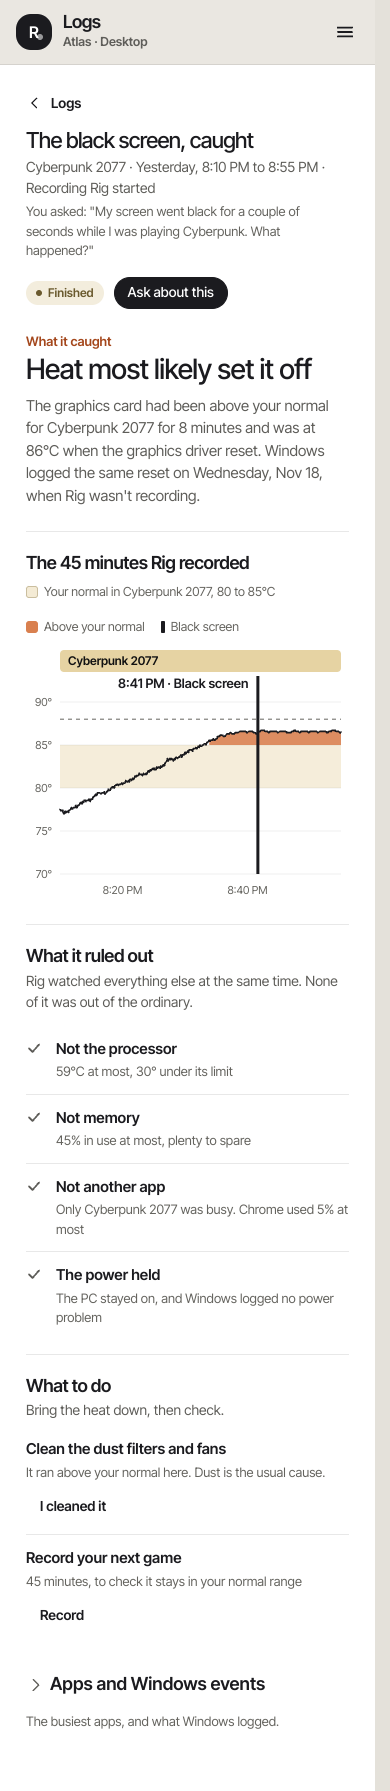 R
Logs
Atlas · Desktop
Logs
The black screen, caught
Cyberpunk 2077 · Yesterday, 8:10 PM to 8:55 PM ·
Recording Rig started
You asked: "My screen went black for a couple of
seconds while I was playing Cyberpunk. What
happened?"
Finished
Ask about this
What it caught
Heat most likely set it off
The graphics card had been above your normal
for Cyberpunk 2077 for 8 minutes and was at
86°C when the graphics driver reset. Windows
logged the same reset on Wednesday, Nov 18,
when Rig wasn't recording.
The 45 minutes Rig recorded
Your normal in Cyberpunk 2077, 80 to 85°C
Above your normal
Black screen
Cyberpunk 2077
8:41 PM · Black screen
90°
85°
80°
75°
70°
8:20 PM
8:40 PM
What it ruled out
Rig watched everything else at the same time. None
of it was out of the ordinary.
Not the processor
59°C at most, 30° under its limit
Not memory
45% in use at most, plenty to spare
Not another app
Only Cyberpunk 2077 was busy. Chrome used 5% at
most
The power held
The PC stayed on, and Windows logged no power
problem
What to do
Bring the heat down, then check.
Clean the dust filters and fans
It ran above your normal here. Dust is the usual cause.
I cleaned it
Record your next game
45 minutes, to check it stays in your normal range
Record
Apps and Windows events
The busiest apps, and what Windows logged.